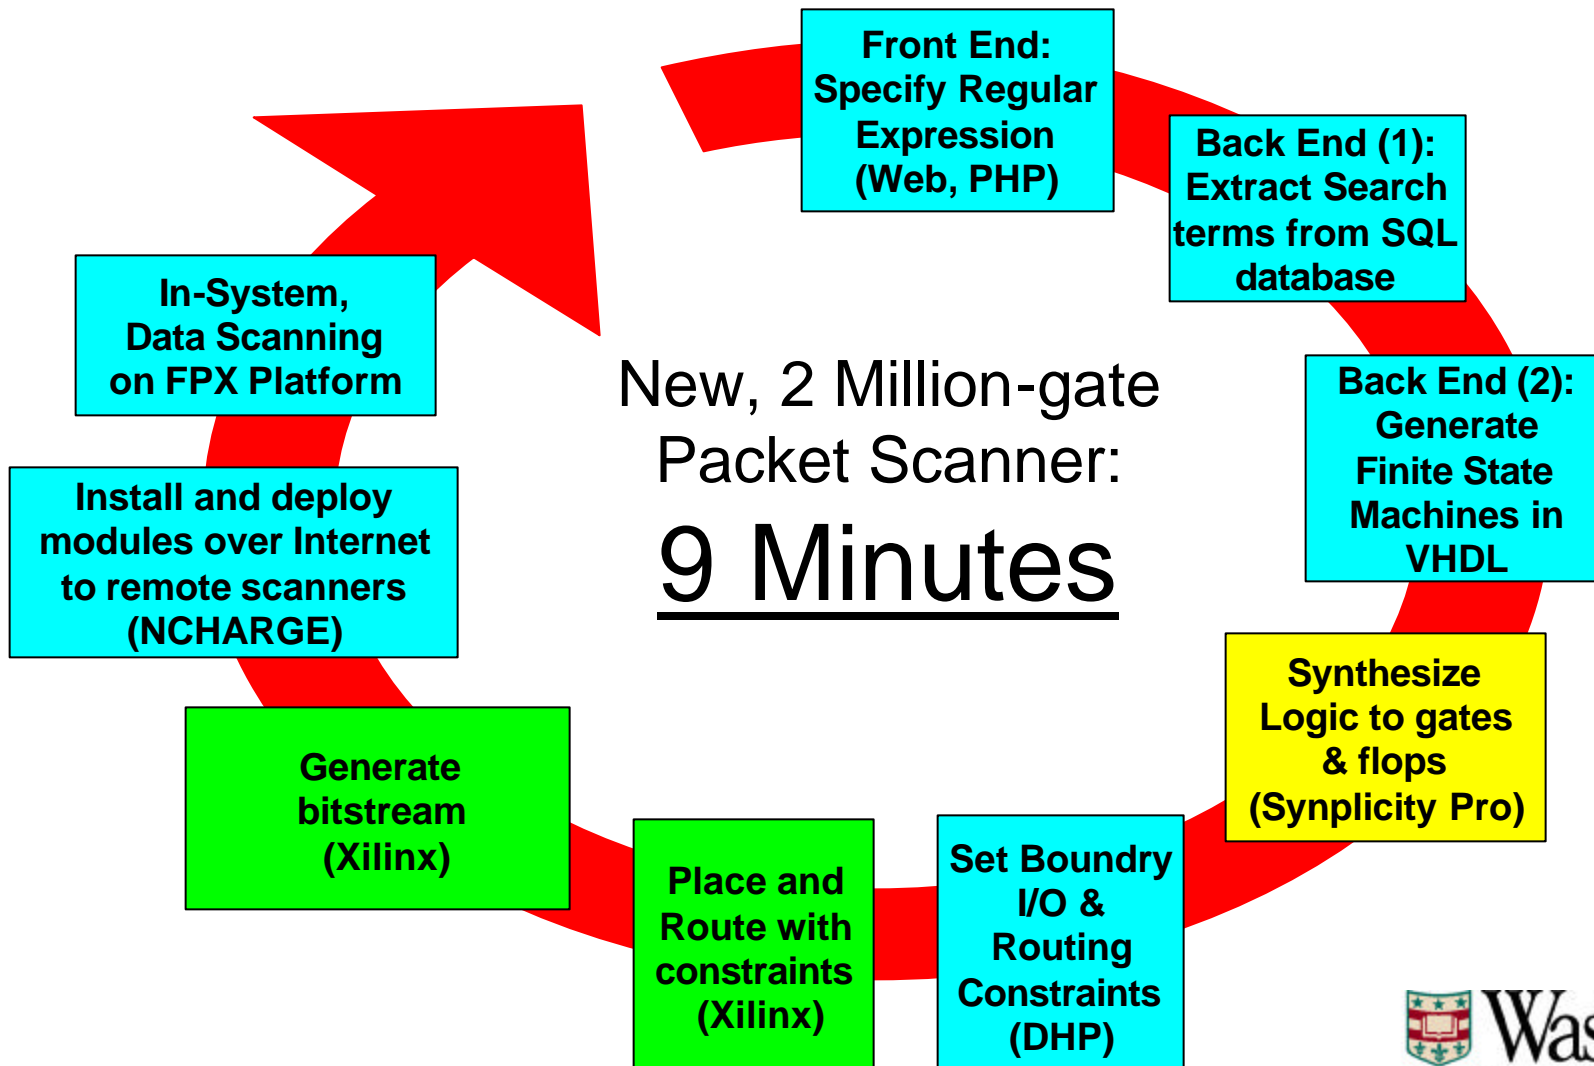 Front End:
Specify Regular
Expression
(Web, PHP)
Back End (1):
Extract Search
terms from SQL
database
Back End (2):
Generate
Finite State
Machines in
VHDL
Synthesize
Logic to gates
& flops
(Synplicity Pro)
Set Boundry
I/O &
Routing
Constraints
(DHP)
Place and
Route with
constraints
(Xilinx)
Generate
bitstream
(Xilinx)
Install and deploy
modules over Internet
to remote scanners
(NCHARGE)
In-System,
Data Scanning
on FPX Platform
New, 2 Million-gate
Packet Scanner:
9 Minutes